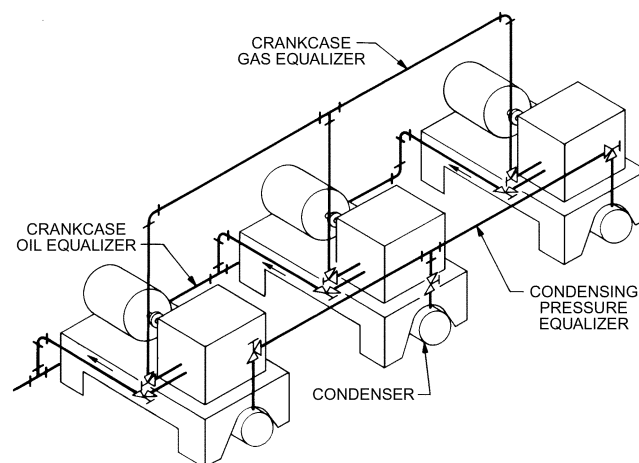 CRANKCASE
GAS EQUALIZER
CRANKCASE
OIL EQUALIZER
CONDENSING
PRESSURE
EQUALIZER
CONDENSER